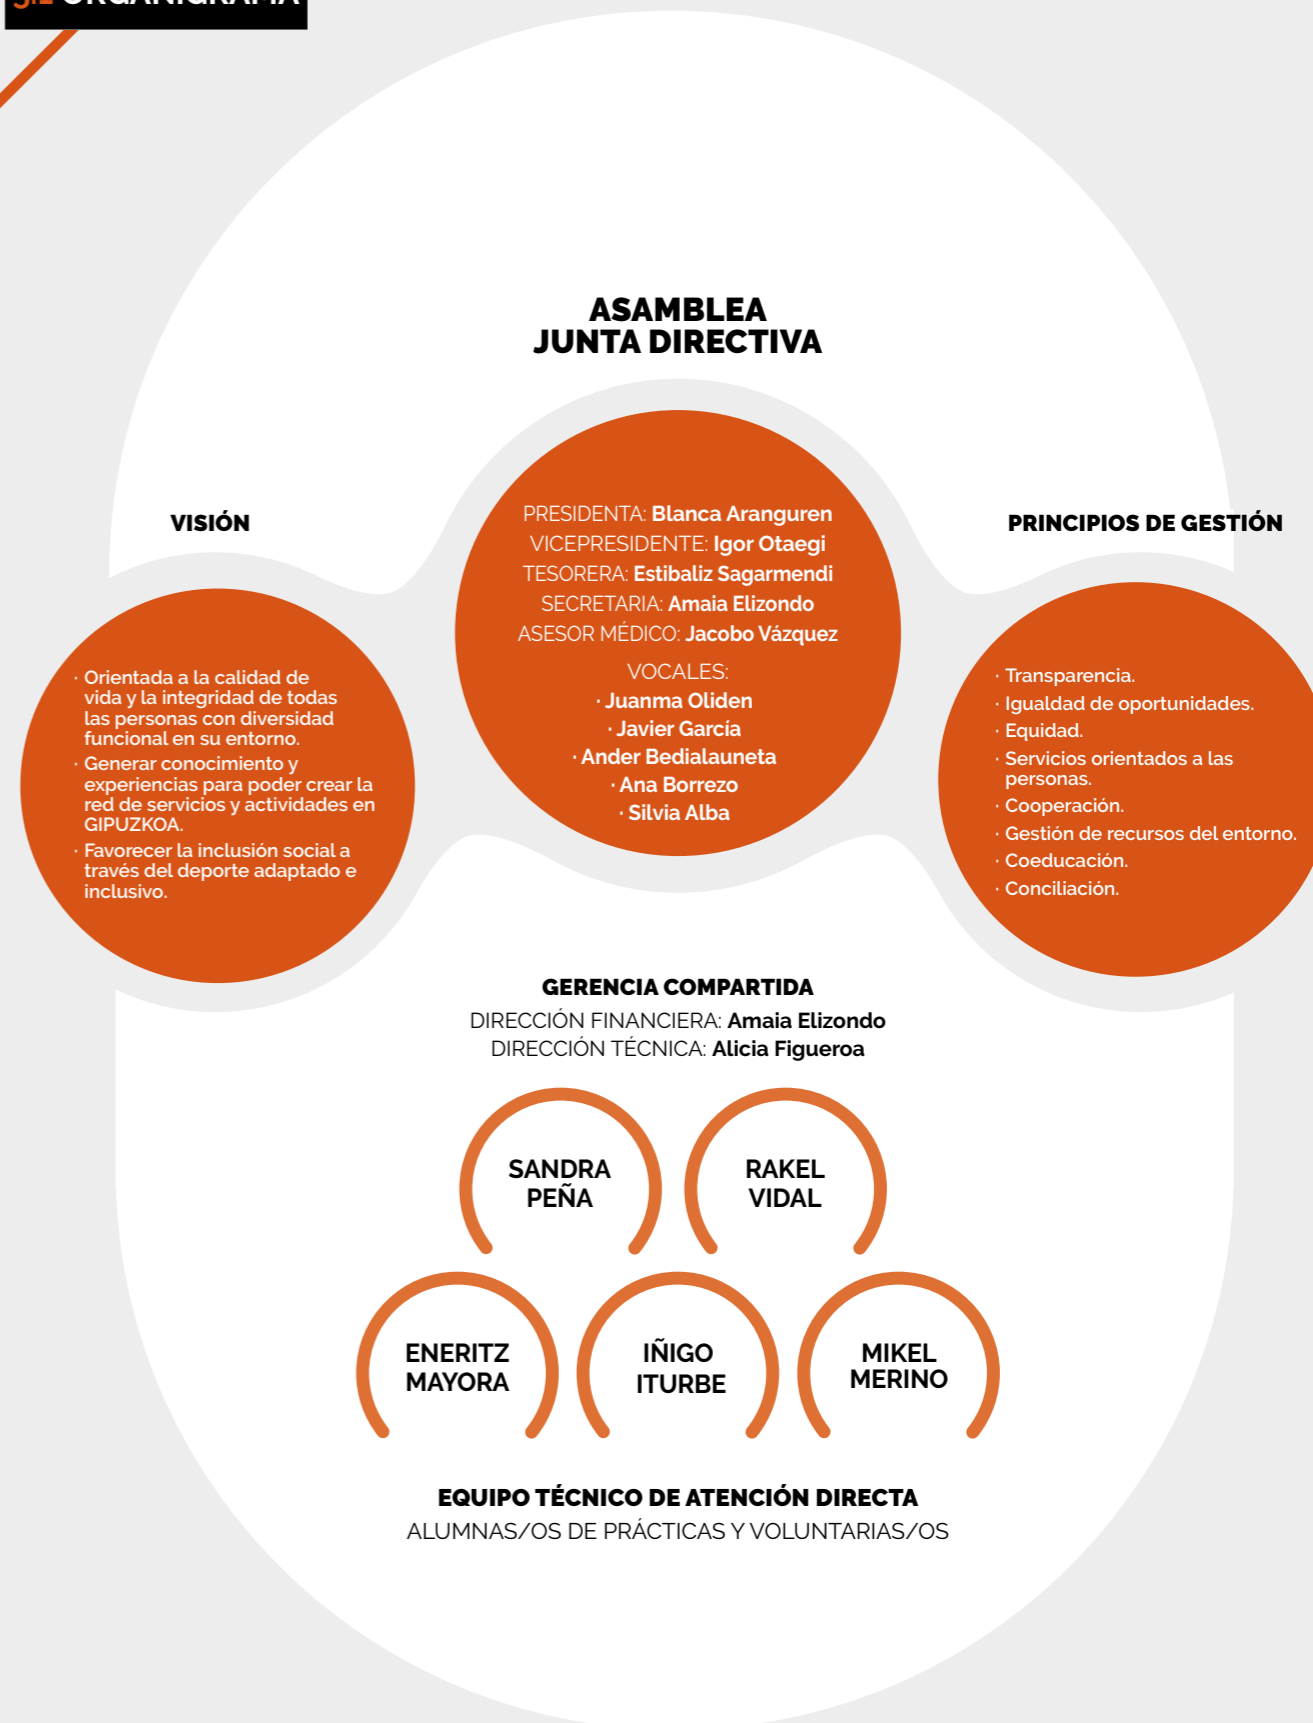 ORGANIGRAMA
ASAMBLEA
JUNTA DIRECTIVA
VISIÓN
· Orientada a la calidad de
vida y la integridad de todas
las personas con diversidad
funcional en su entorno.
· Generar conocimiento y
experiencias para poder crear la
red de servicios y actividades en
GIPUZKOA.
· Favorecer la inclusión social a
través del deporte adaptado e
inclusivo.
PRESIDENTA: Blanca Aranguren
VICEPRESIDENTE: Igor Otaegi
TESORERA: Estibaliz Sagarmendi
SECRETARIA: Amaia Elizondo
ASESOR MÉDICO: Jacobo Vázquez
VOCALES:
· Juanma Oliden
· Javier García
· Ander Bedialauneta
· Ana Borrezo
· Silvia Alba
PRINCIPIOS DE GESTIÓN
· Transparencia.
· Igualdad de oportunidades.
· Equidad.
· Servicios orientados a las
personas.
· Cooperación.
· Gestión de recursos del entorno.
· Coeducación.
· Conciliación.
GERENCIA COMPARTIDA
DIRECCIÓN FINANCIERA: Amaia Elizondo
DIRECCIÓN TÉCNICA: Alicia Figueroa
SANDRA
PEÑA
RAKEL
VIDAL
ENERITZ
MAYORA
IÑIGO
ITURBE
MIKEL
MERINO
EQUIPO TÉCNICO DE ATENCIÓN DIRECTA
ALUMNAS/OS DE PRÁCTICAS Y VOLUNTARIAS/OS